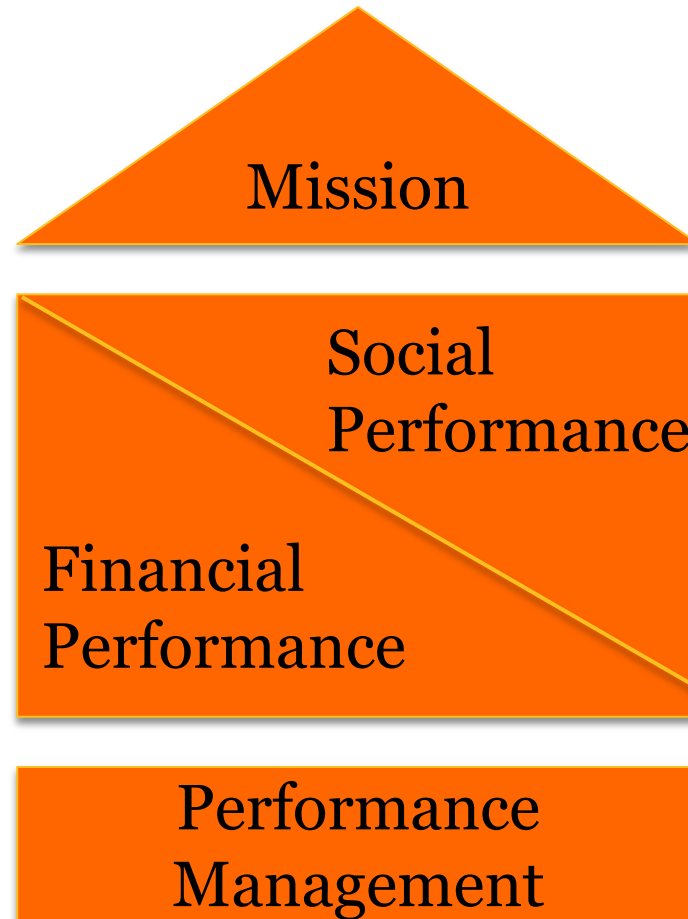 Mission
Social
Performance
Financial
Performance
Performance
Management